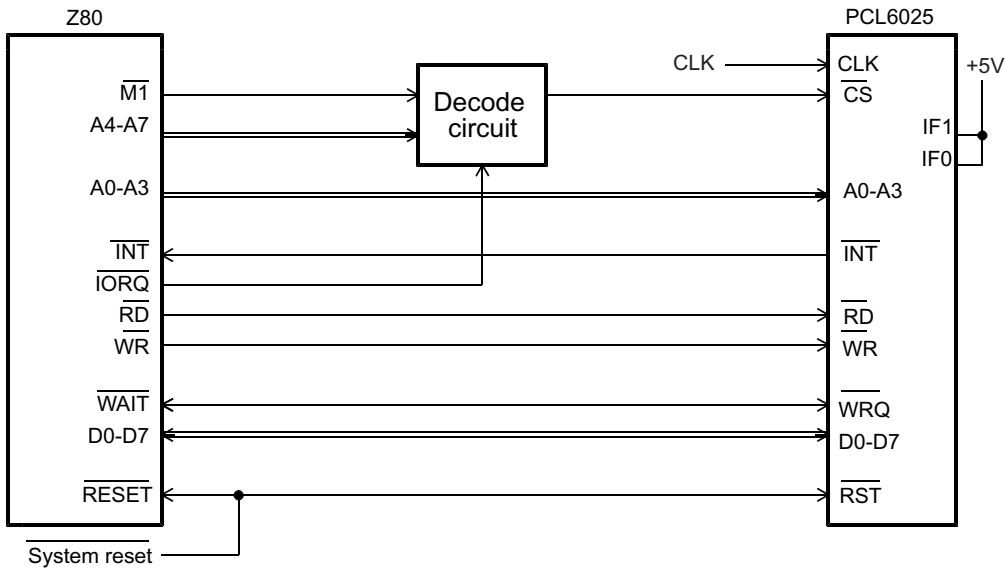 Z80
PCL6025
M1
A4-A7
A0-A3
INT
IORQ
RD
WR
WAIT
D0-D7
RESET
System reset
Decode
circuit
CLK
CLK
CS
+5V
IF1
IF0
A0-A3
INT
RD
WR
WRQ
D0-D7
RST